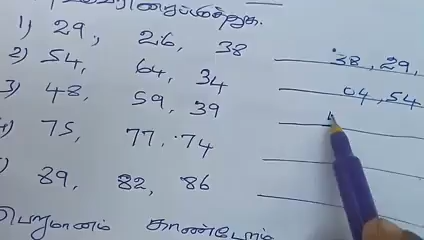 1) 29, 26, 38 38, 29,
2) 54, 64, 34 64, 54
3) 48, 59, 39
4) 75, 77, 74
89, 82, 86